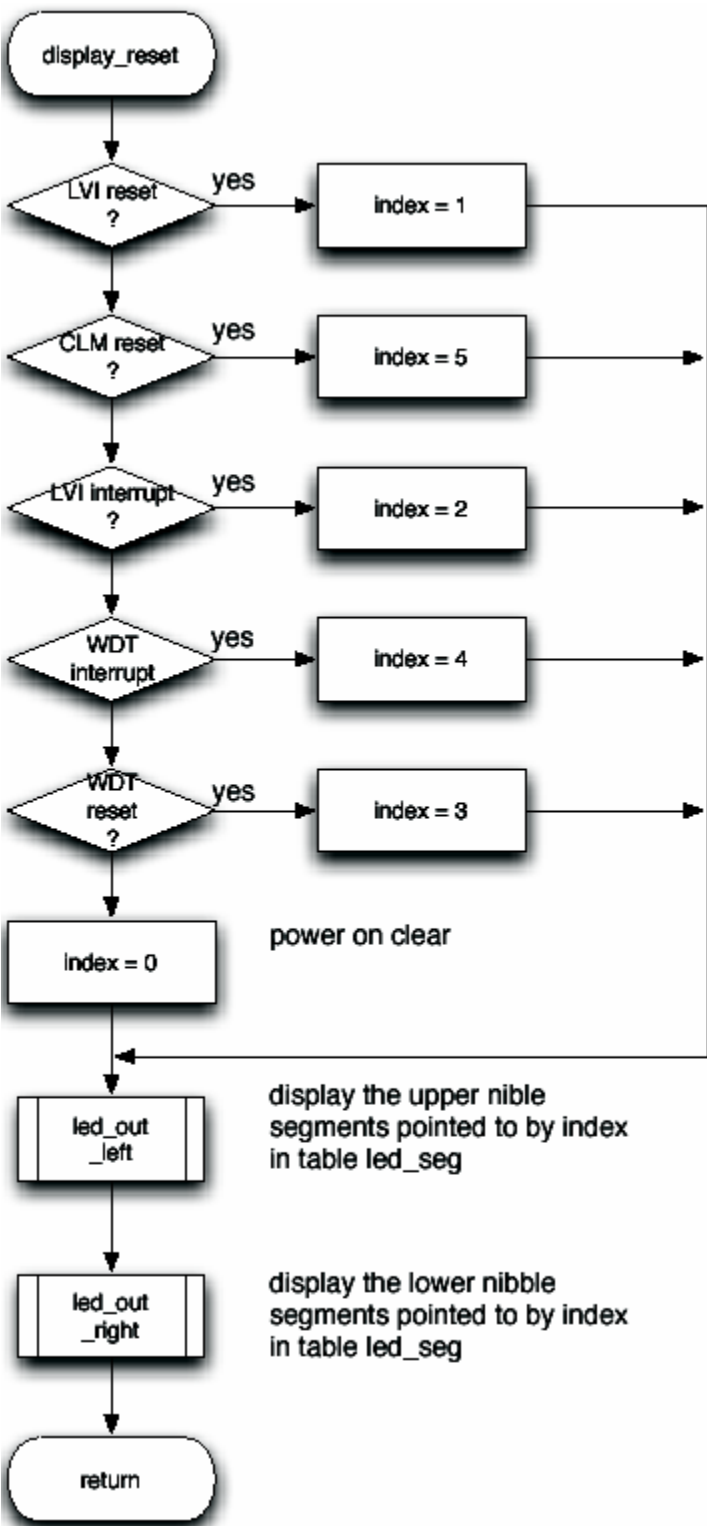 display_reset
LVI reset
?
yes
index = 1
CLM reset
?
yes
index = 5
LVI interrupt
?
yes
index = 2
WDT
interrupt
yes
index = 4
WDT
reset
?
yes
index = 3
index = 0
power on clear
led_out
_left
display the upper nible
segments pointed to by index
in table led_seg
led_out
_right
display the lower nibble
segments pointed to by index
in table led_seg
return